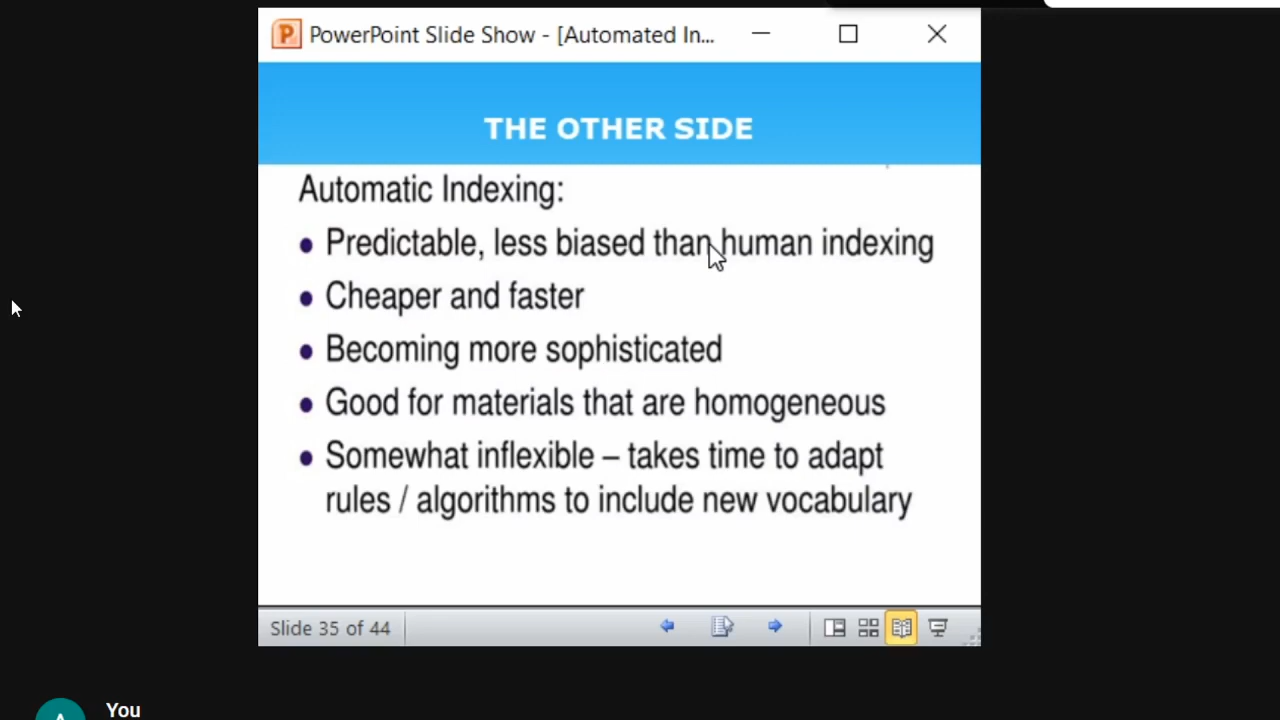 PowerPoint Slide Show - [Automated In...
THE OTHER SIDE
Automatic Indexing:
• Predictable, less biased than human indexing
• Cheaper and faster
• Becoming more sophisticated
• Good for materials that are homogeneous
• Somewhat inflexible – takes time to adapt
rules / algorithms to include new vocabulary
Slide 35 of 44
You
A